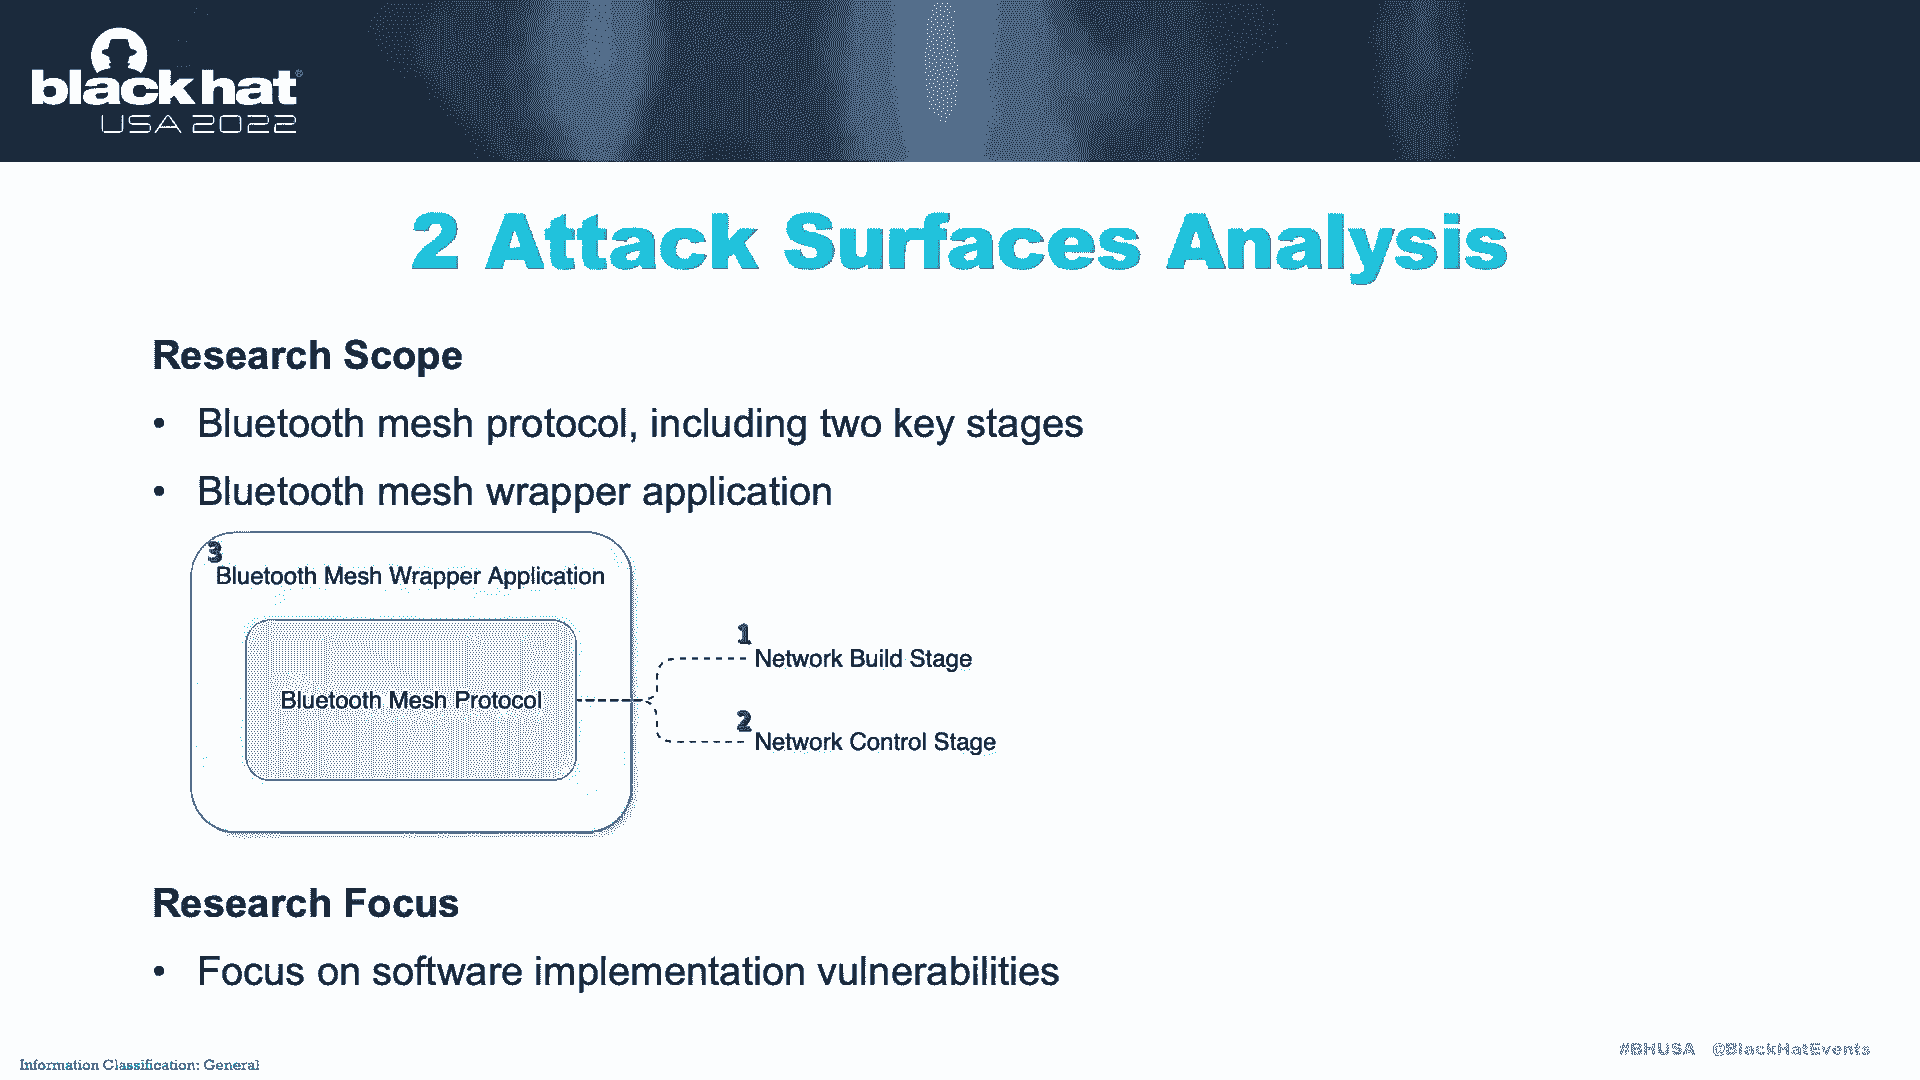 black hat®
USA 2022
2 Attack Surfaces Analysis
Research Scope
• Bluetooth mesh protocol, including two key stages
• Bluetooth mesh wrapper application
3
Bluetooth Mesh Wrapper Application
1
Network Build Stage
Bluetooth Mesh Protocol
2
Network Control Stage
Research Focus
• Focus on software implementation vulnerabilities
#BHUSA @BlackHatEvents
Information Classification: General